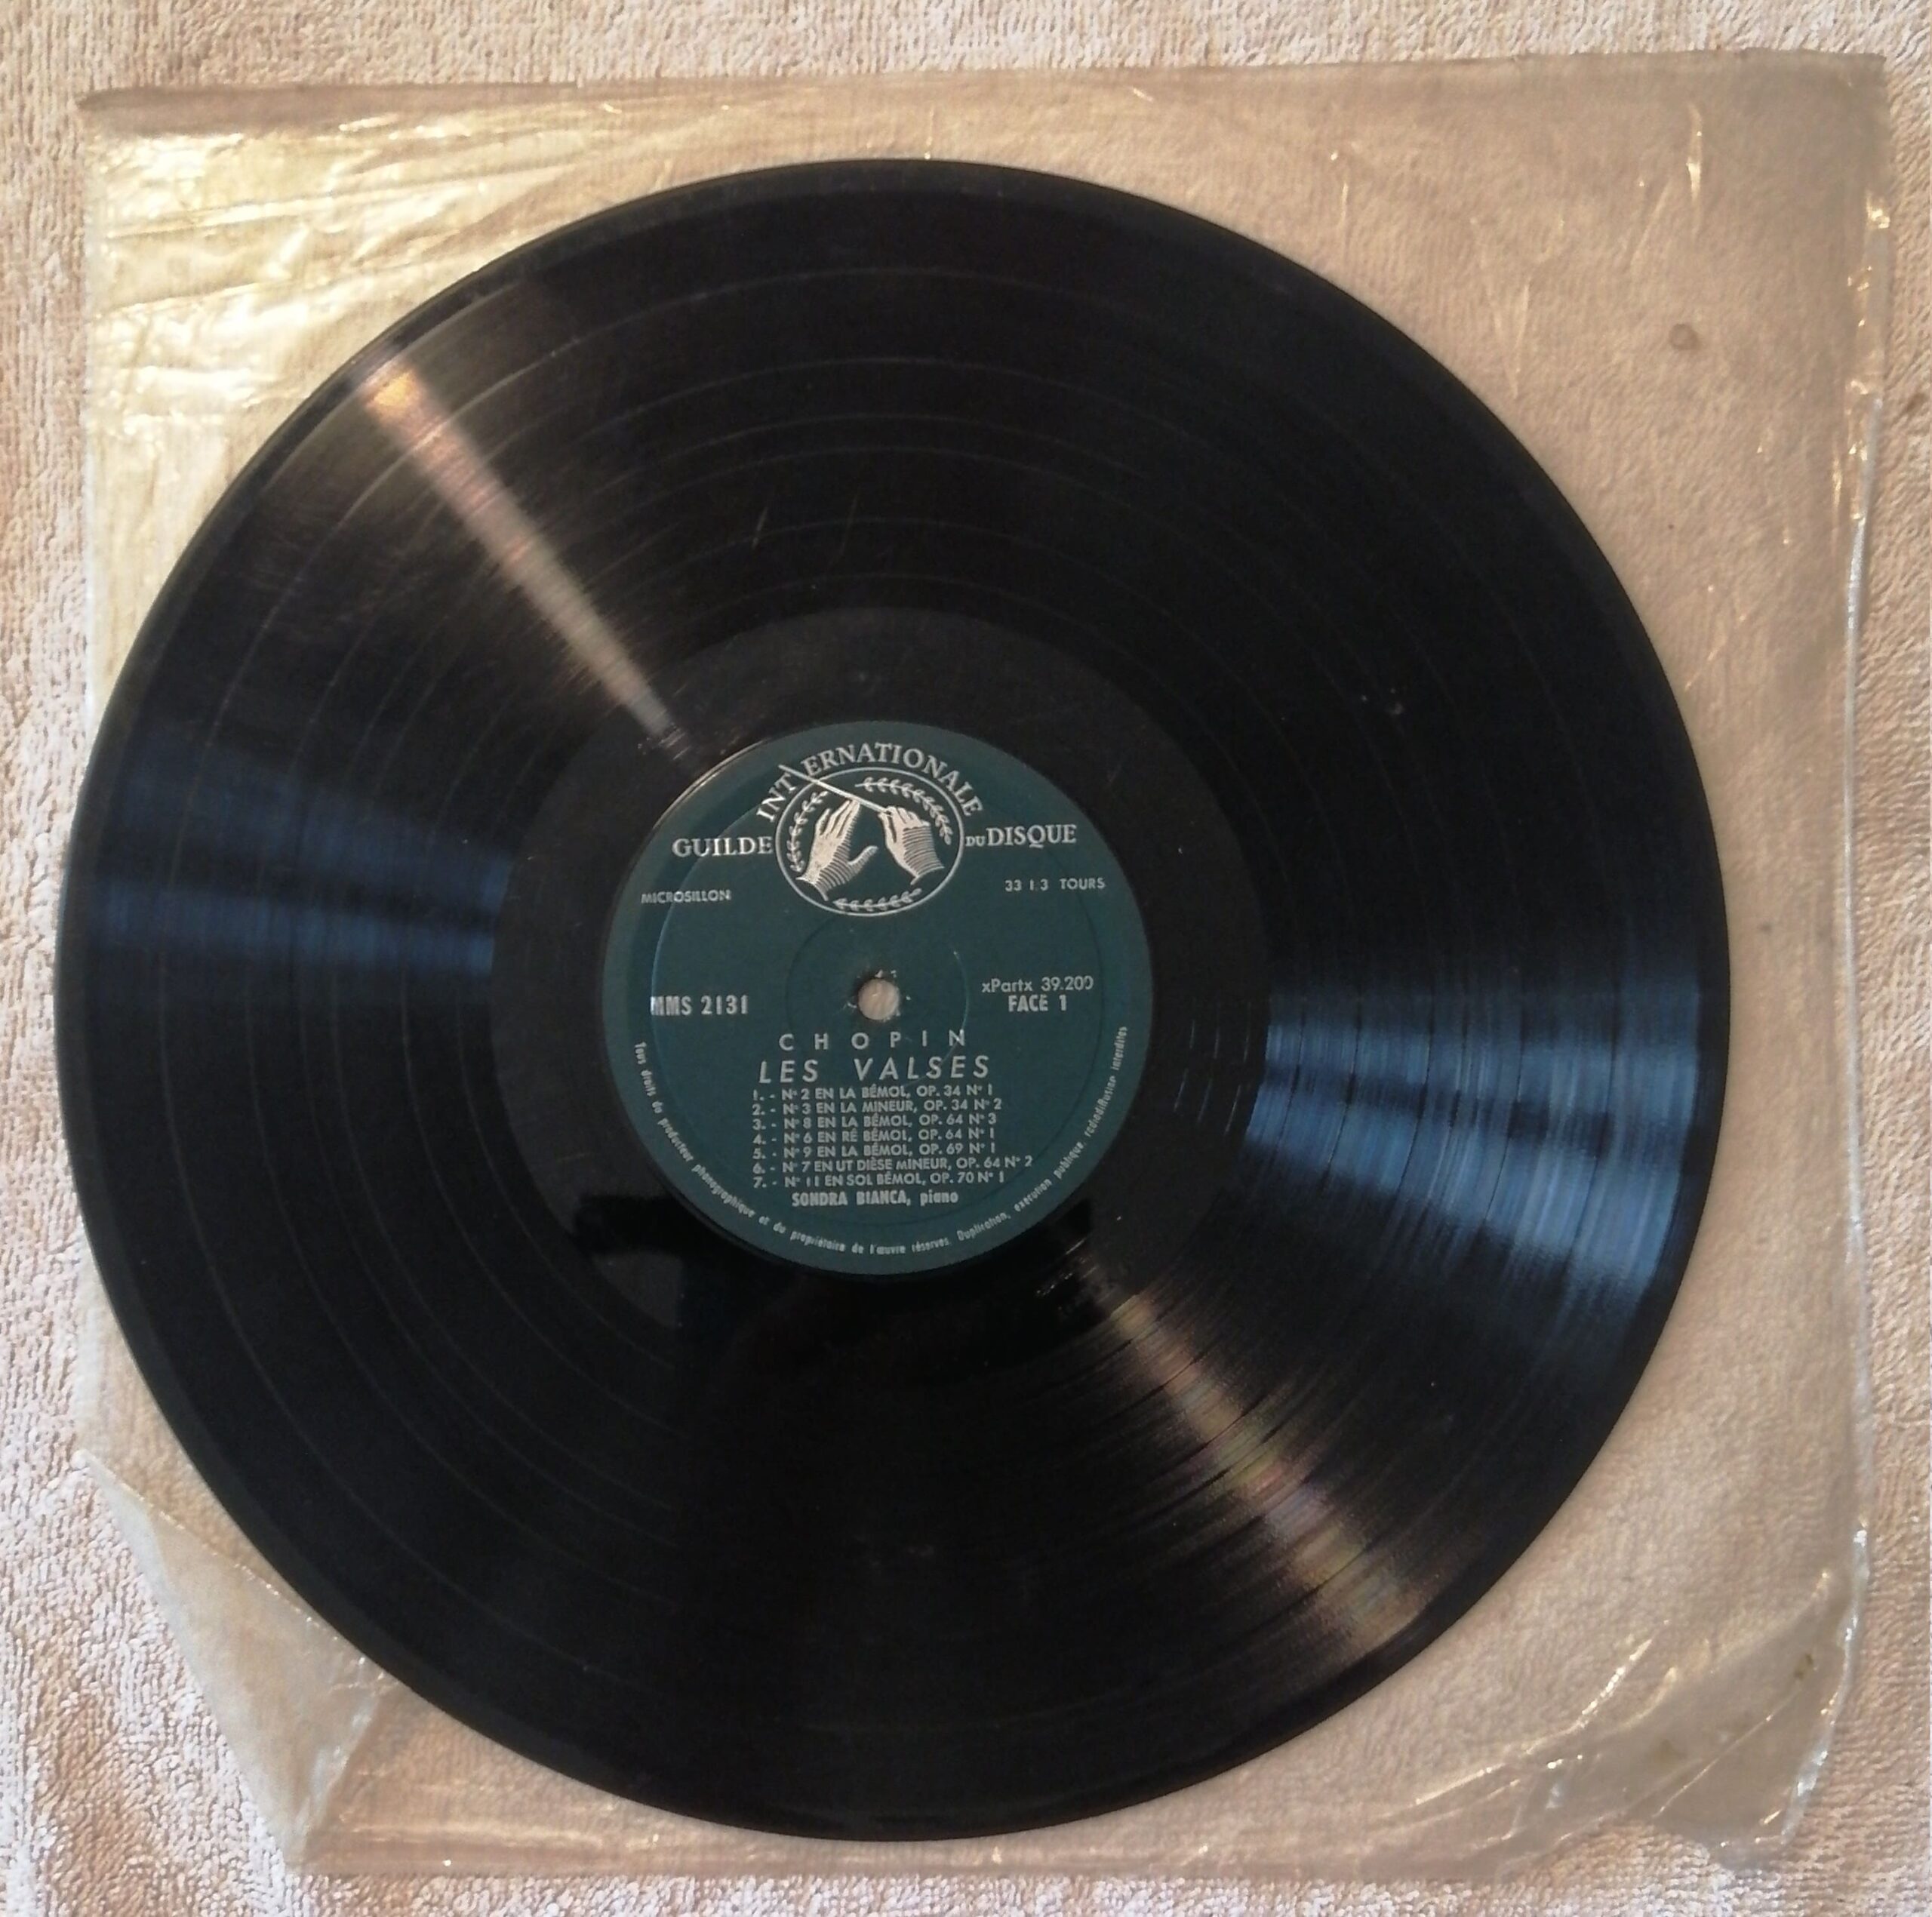 GUILDE INTERNATIONALE DU DISQUE
MICROSILLON
33 1 3 TOURS
MMS 2131
xPartx 39.200
FACE 1
CHOPIN
LES VALSES
1. - N° 2 EN LA BÉMOL, OP. 34 N° 1
2. - N° 3 EN LA MINEUR, OP. 34 N° 2
3. - N° 8 EN LA BÉMOL, OP. 64 N° 3
4. - N° 6 EN RÉ BÉMOL, OP. 64 N° 1
5. - N° 9 EN LA BÉMOL, OP. 69 N° 1
6. - N° 7 EN UT DIÈSE MINEUR, OP. 64 N° 2
7. - N° 11 EN SOL BÉMOL, OP. 70 N° 1
SONDRA BIANCA, piano
Tous droits du producteur phonographique et du propriétaire de l'œuvre réservés. Duplication, execution publique, radiodiffusion interdites